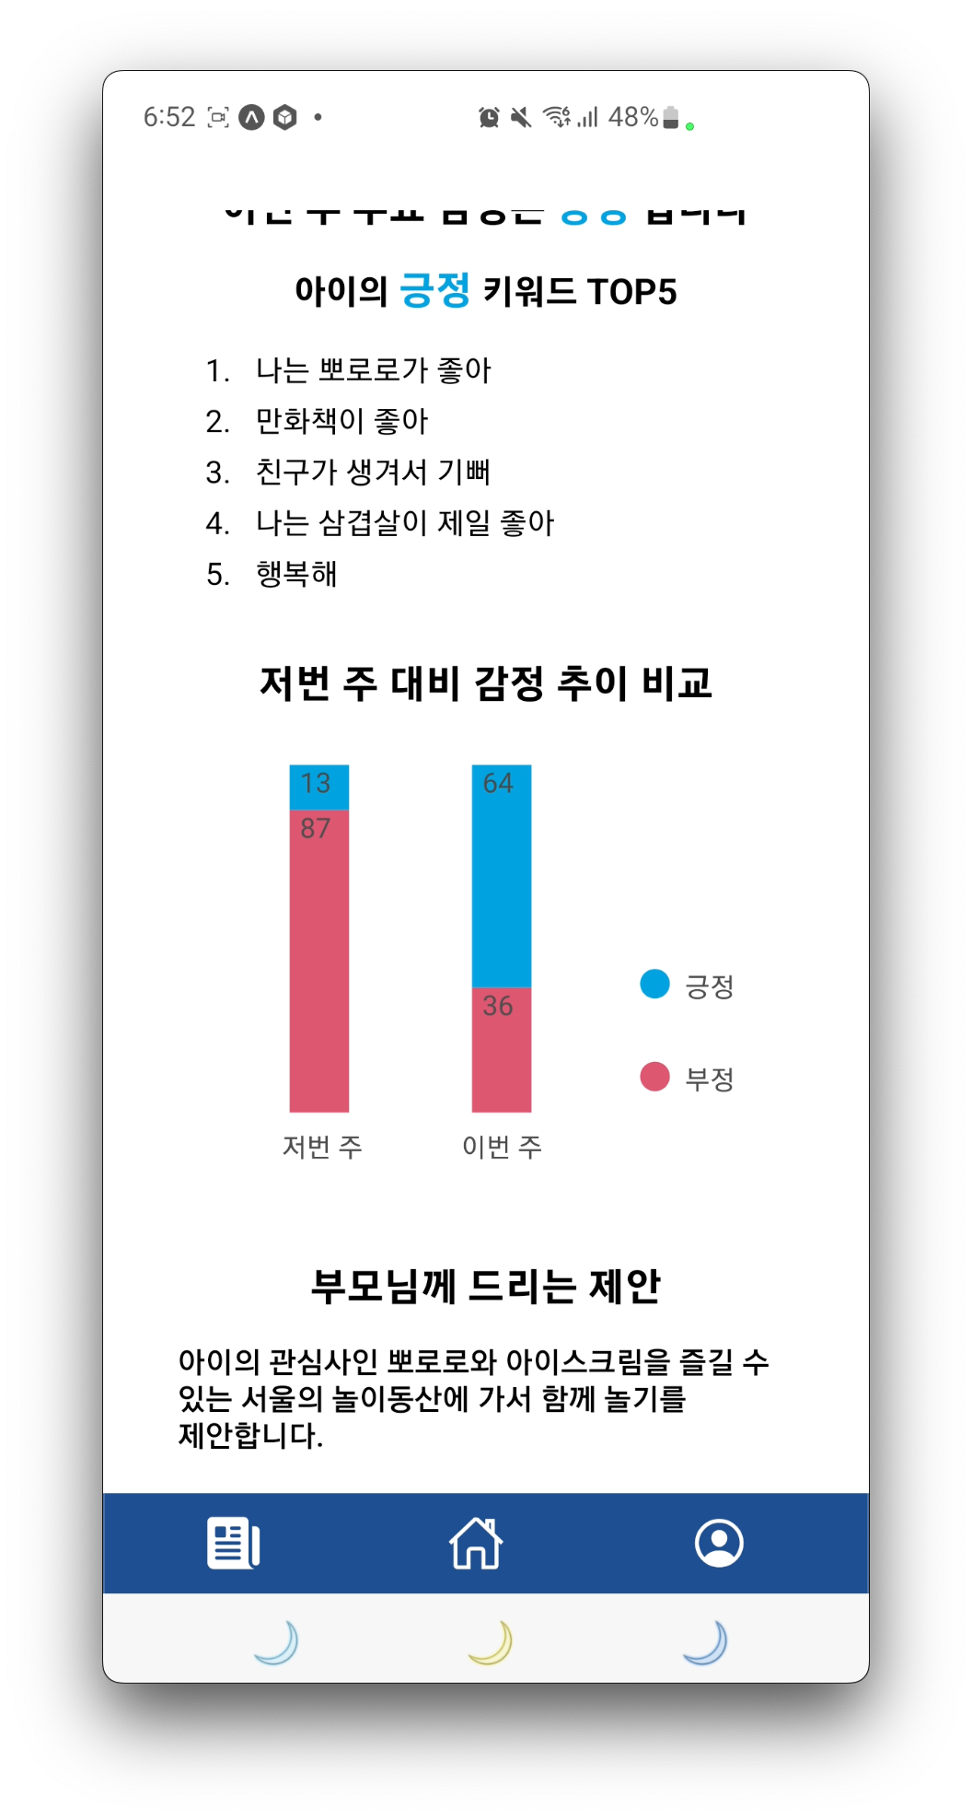 6:52
48%
아이의 긍정 키워드 TOP5
1. 나는 뽀로로가 좋아
2. 만화책이 좋아
3. 친구가 생겨서 기뻐
4. 나는 삼겹살이 제일 좋아
5. 행복해
저번 주 대비 감정 추이 비교
13
87
64
36
긍정
부정
저번 주
이번 주
부모님께 드리는 제안
아이의 관심사인 뽀로로와 아이스크림을 즐길 수
있는 서울의 놀이동산에 가서 함께 놀기를
제안합니다.